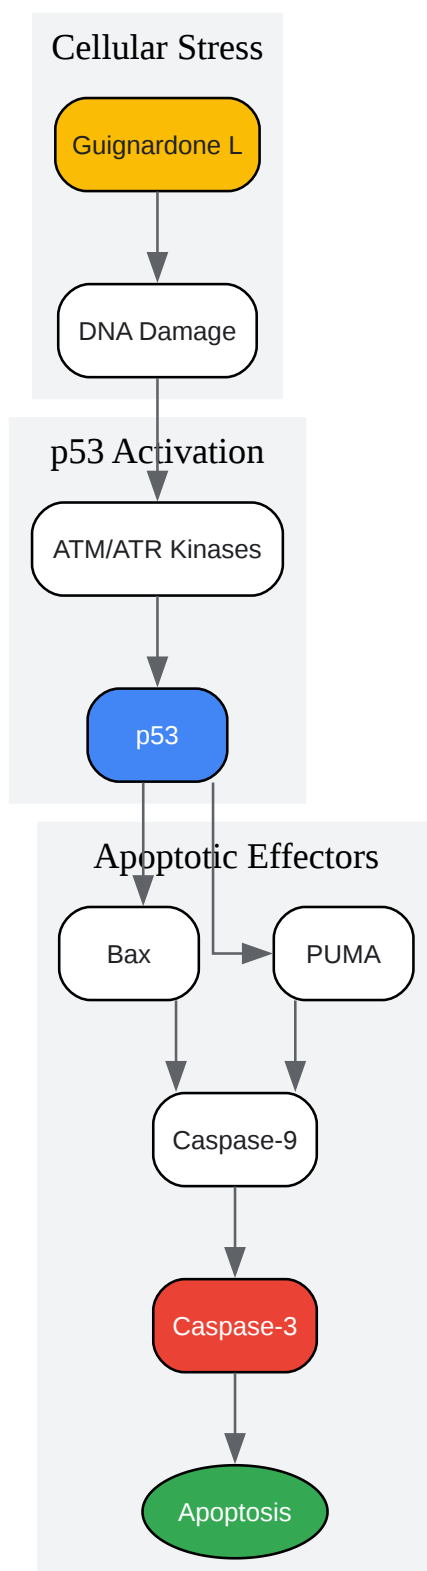 Cellular Stress
Guignardone L
DNA Damage
p53 Activation
ATM/ATR Kinases
p53
Apoptotic Effectors
Bax
PUMA
Caspase-9
Caspase-3
Apoptosis